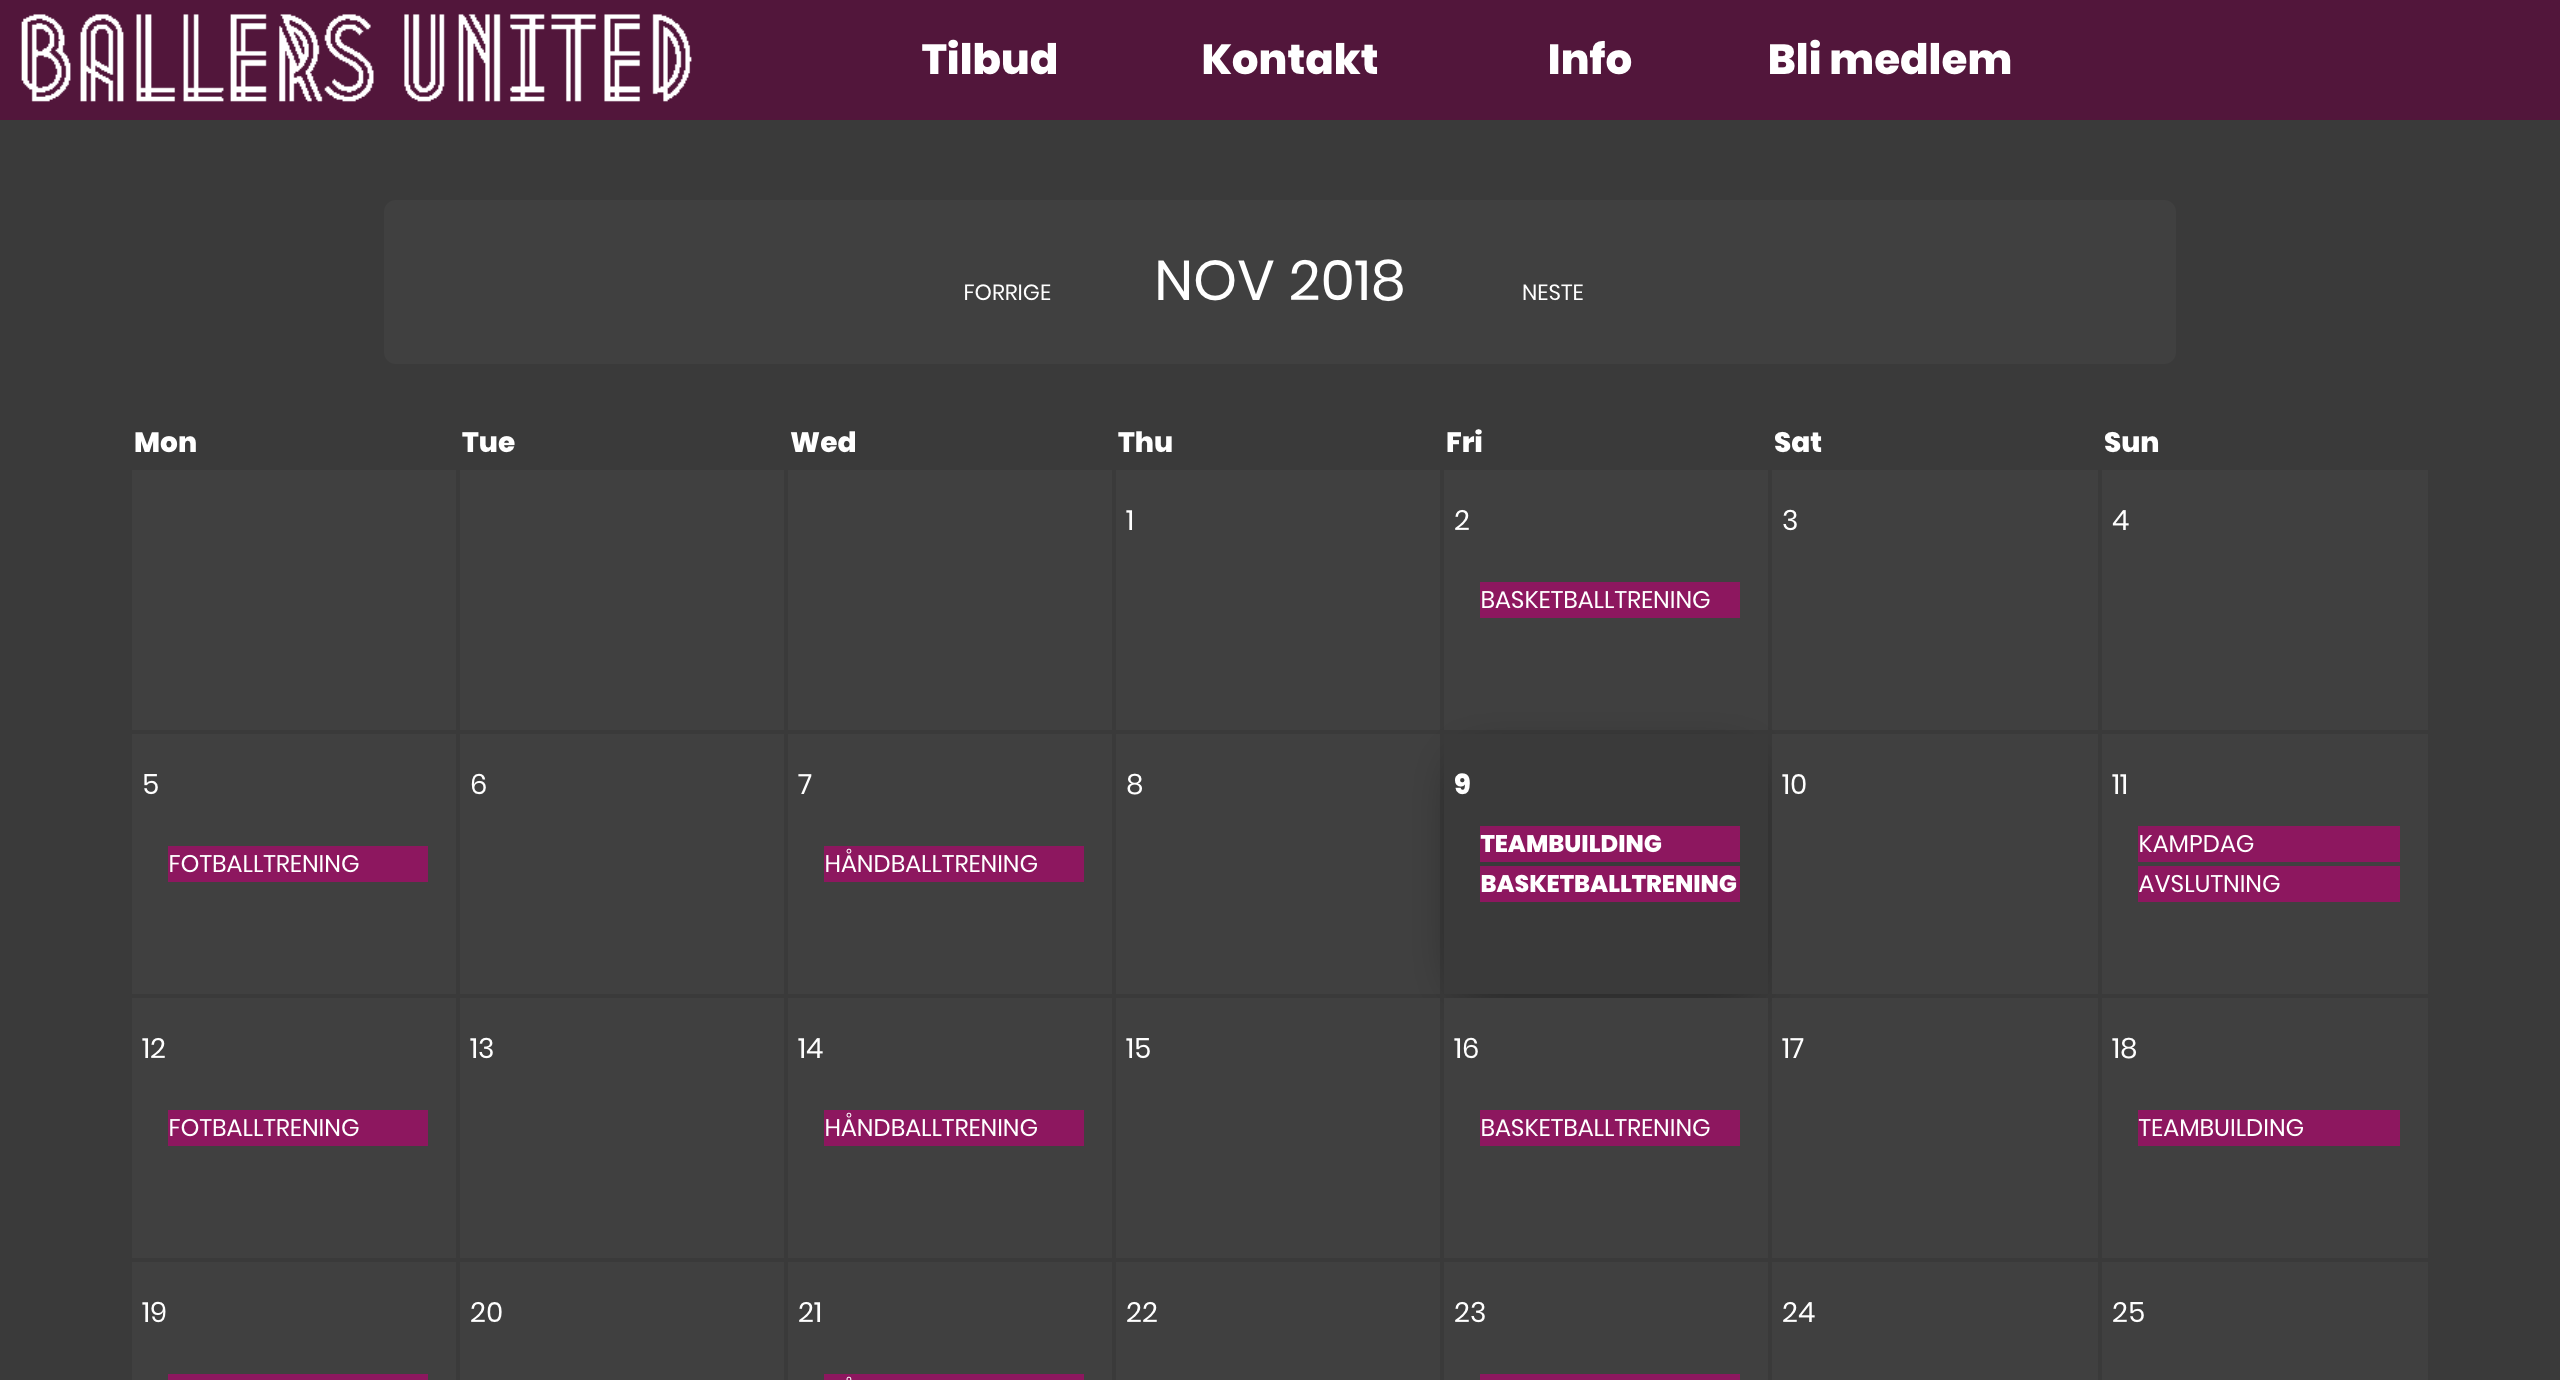 BALLERS UNITED Tilbud Kontakt Info Bli medlem
FORRIGE NOV 2018 NESTE
Mon Tue Wed Thu Fri Sat Sun
1 2 3 4
BASKETBALLTRENING
5 6 7 8 9 10 11
TEAMBUILDING KAMPDAG
FOTBALLTRENING HÅNDBALLTRENING
BASKETBALLTRENING AVSLUTNING
12 13 14 15 16 17 18
FOTBALLTRENING HÅNDBALLTRENING BASKETBALLTRENING TEAMBUILDING
19 20 21 22 23 24 25